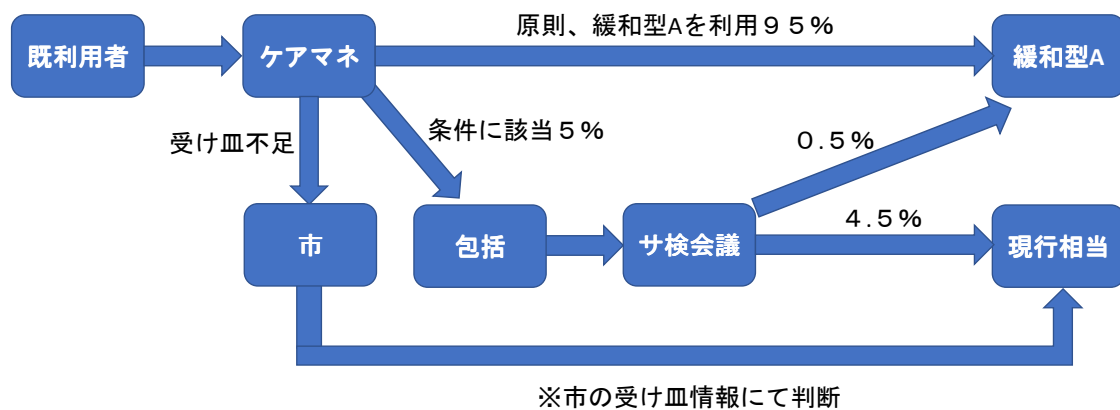 原則、緩和型Aを利用９５％
既利用者
ケアマネ
緩和型A
受け皿不足
条件に該当５％
０.５％
４.５％
市
包括
サ検会議
現行相当
※市の受け皿情報にて判断